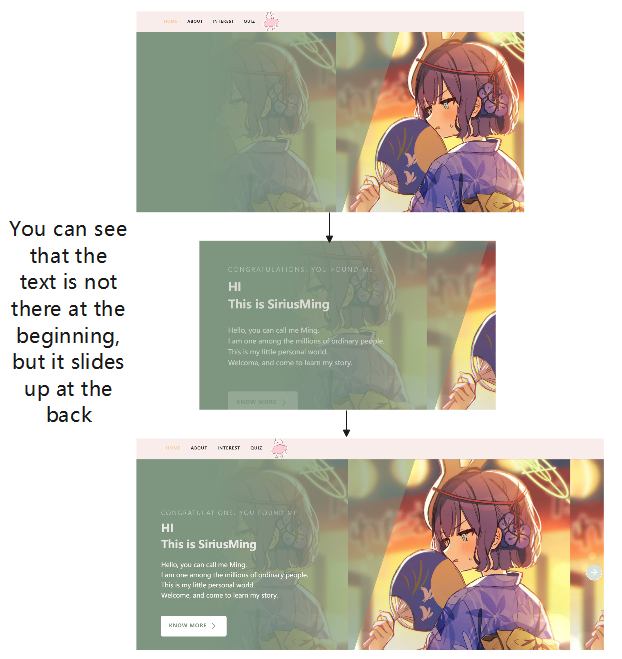 HOME ABOUT INTEREST QUIZ
You can see
that the
text is not
there at the
beginning,
but it slides
up at the
back
CONGRATULATIONS, YOU FOUND ME
HI
This is SiriusMing
Hello, you can call me Ming.
I am one among the millions of ordinary people.
This is my little personal world.
Welcome, and come to learn my story.
KNOW MORE >
HOME ABOUT INTEREST QUIZ
CONGRATULATIONS, YOU FOUND ME
HI
This is SiriusMing
Hello, you can call me Ming.
I am one among the millions of ordinary people.
This is my little personal world.
Welcome, and come to learn my story.
KNOW MORE >